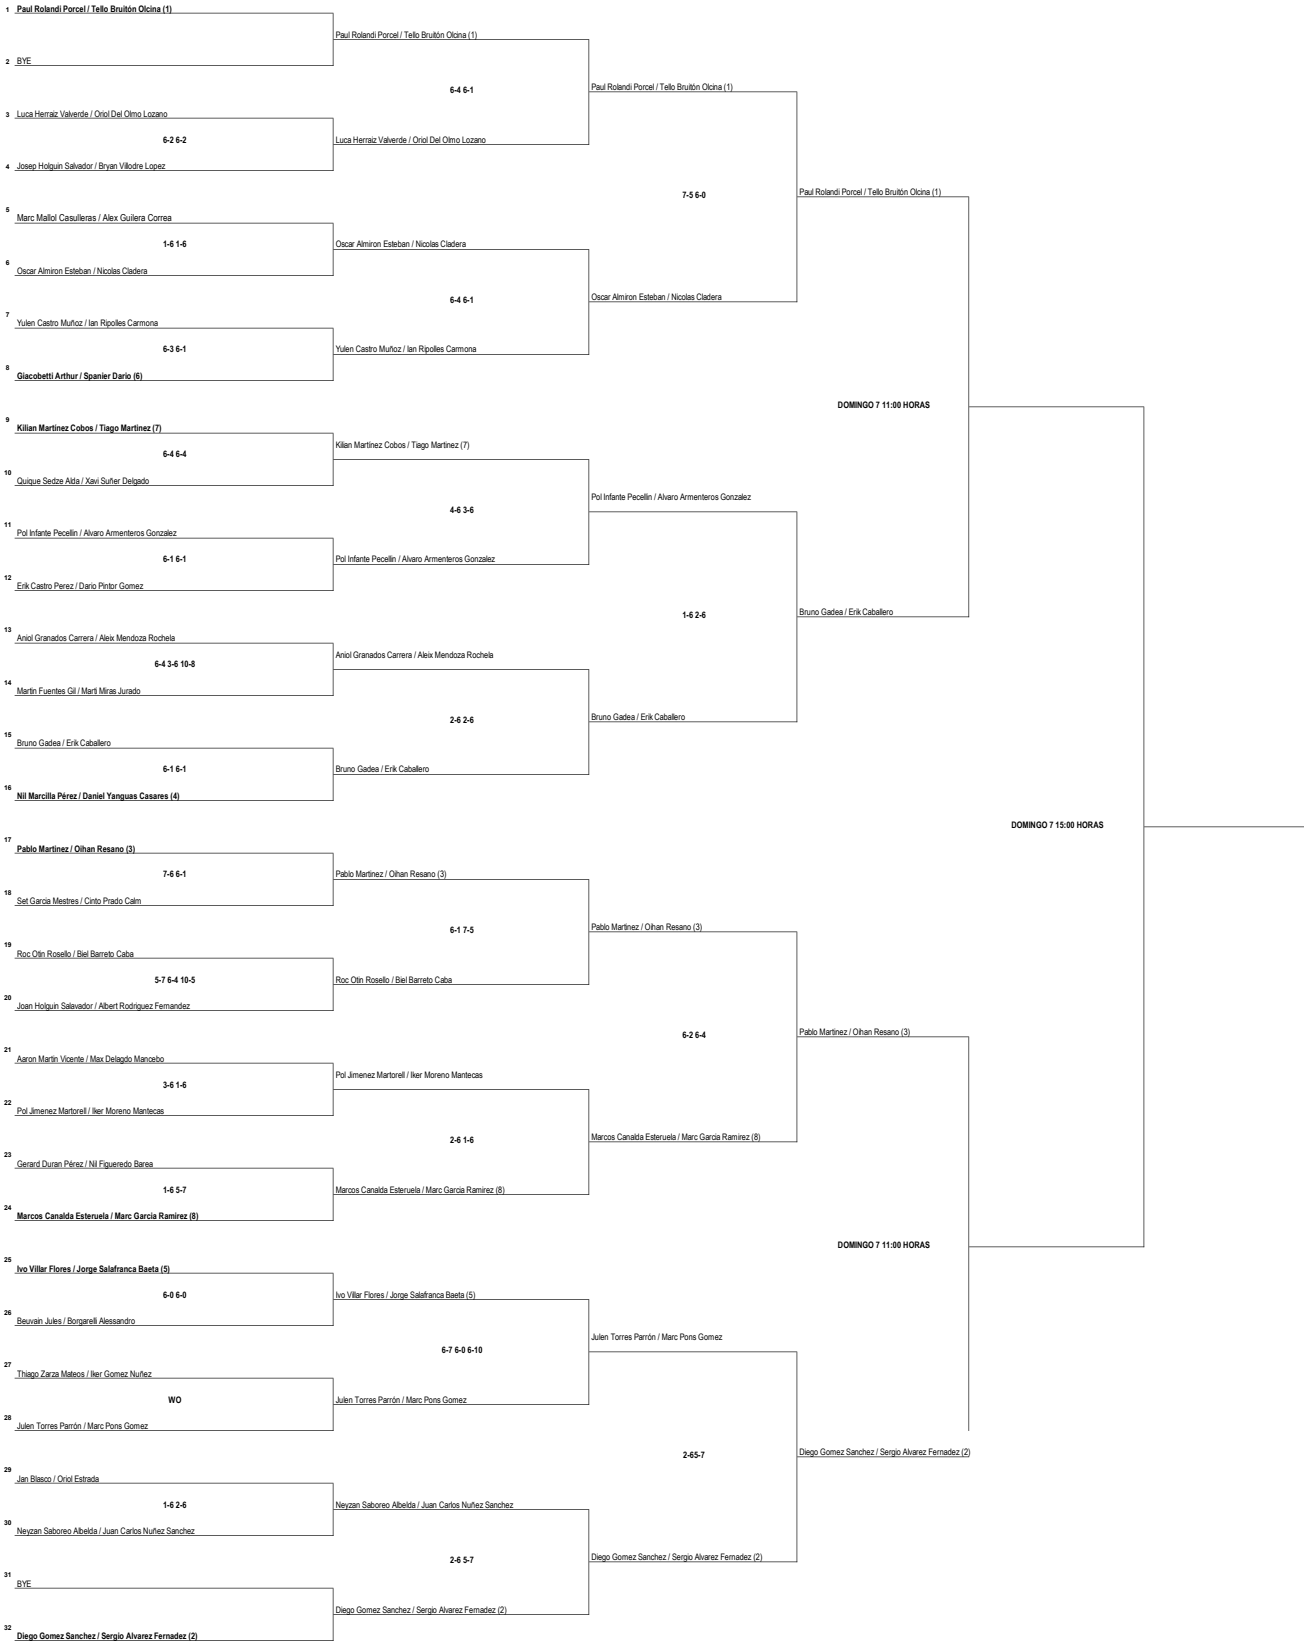 1 Paul Rolandi Porcel / Tello Bruitón Olcina (1)
Paul Rolandi Porcel / Tello Bruitón Olcina (1)
2 BYE
6-4 6-1
Paul Rolandi Porcel / Tello Bruitón Olcina (1)
3 Luca Herraiz Valverde / Oriol Del Olmo Lozano
6-2 6-2
Luca Herraiz Valverde / Oriol Del Olmo Lozano
4 Josep Holguin Salvador / Bryan Villodre Lopez
7-5 6-0
Paul Rolandi Porcel / Tello Bruitón Olcina (1)
5 Marc Mallol Casulleras / Alex Guilera Correa
1-6 1-6
Oscar Almiron Esteban / Nicolas Cladera
6 Oscar Almiron Esteban / Nicolas Cladera
6-4 6-1
Oscar Almiron Esteban / Nicolas Cladera
7 Yulen Castro Muñoz / Ian Ripolles Carmona
6-3 6-1
Yulen Castro Muñoz / Ian Ripolles Carmona
8 Giacobetti Arthur / Spanier Dario (6)
DOMINGO 7 11:00 HORAS
9 Kilian Martínez Cobos / Tiago Martinez (7)
6-4 6-4
Kilian Martínez Cobos / Tiago Martinez (7)
10 Quique Sedze Alda / Xavi Suñer Delgado
4-6 3-6
Pol Infante Pecellin / Alvaro Armenteros Gonzalez
11 Pol Infante Pecellin / Alvaro Armenteros Gonzalez
6-1 6-1
Pol Infante Pecellin / Alvaro Armenteros Gonzalez
12 Erik Castro Perez / Dario Pintor Gomez
1-6 2-6
Bruno Gadea / Erik Caballero
13 Aniol Granados Carrera / Aleix Mendoza Rochela
6-4 3-6 10-8
Aniol Granados Carrera / Aleix Mendoza Rochela
14 Martin Fuentes Gil / Marti Miras Jurado
2-6 2-6
Bruno Gadea / Erik Caballero
15 Bruno Gadea / Erik Caballero
6-1 6-1
Bruno Gadea / Erik Caballero
16 Nil Marcilla Pérez / Daniel Yanguas Casares (4)
DOMINGO 7 15:00 HORAS
17 Pablo Martinez / Oihan Resano (3)
7-6 6-1
Pablo Martinez / Oihan Resano (3)
18 Set Garcia Mestres / Cinto Prado Calm
6-1 7-5
Pablo Martinez / Oihan Resano (3)
19 Roc Otin Rosello / Biel Barreto Caba
5-7 6-4 10-5
Roc Otin Rosello / Biel Barreto Caba
20 Joan Holguin Salavador / Albert Rodriguez Fernandez
6-2 6-4
Pablo Martinez / Oihan Resano (3)
21 Aaron Martin Vicente / Max Delagdo Mancebo
3-6 1-6
Pol Jimenez Martorell / Iker Moreno Mantecas
22 Pol Jimenez Martorell / Iker Moreno Mantecas
2-6 1-6
Marcos Canalda Esteruela / Marc Garcia Ramirez (8)
23 Gerard Duran Pérez / Nil Figueredo Barea
1-6 5-7
Marcos Canalda Esteruela / Marc Garcia Ramirez (8)
24 Marcos Canalda Esteruela / Marc Garcia Ramirez (8)
DOMINGO 7 11:00 HORAS
25 Ivo Villar Flores / Jorge Salafranca Baeta (5)
6-0 6-0
Ivo Villar Flores / Jorge Salafranca Baeta (5)
26 Beuvain Jules / Borgarelli Alessandro
6-7 6-0 6-10
Julen Torres Parrón / Marc Pons Gomez
27 Thiago Zarza Mateos / Iker Gomez Nuñez
WO
Julen Torres Parrón / Marc Pons Gomez
28 Julen Torres Parrón / Marc Pons Gomez
2-65-7
Diego Gomez Sanchez / Sergio Alvarez Fernadez (2)
29 Jan Blasco / Oriol Estrada
1-6 2-6
Neyzan Saboreo Albelda / Juan Carlos Nuñez Sanchez
30 Neyzan Saboreo Albelda / Juan Carlos Nuñez Sanchez
2-6 5-7
Diego Gomez Sanchez / Sergio Alvarez Fernadez (2)
31 BYE
Diego Gomez Sanchez / Sergio Alvarez Fernadez (2)
32 Diego Gomez Sanchez / Sergio Alvarez Fernadez (2)